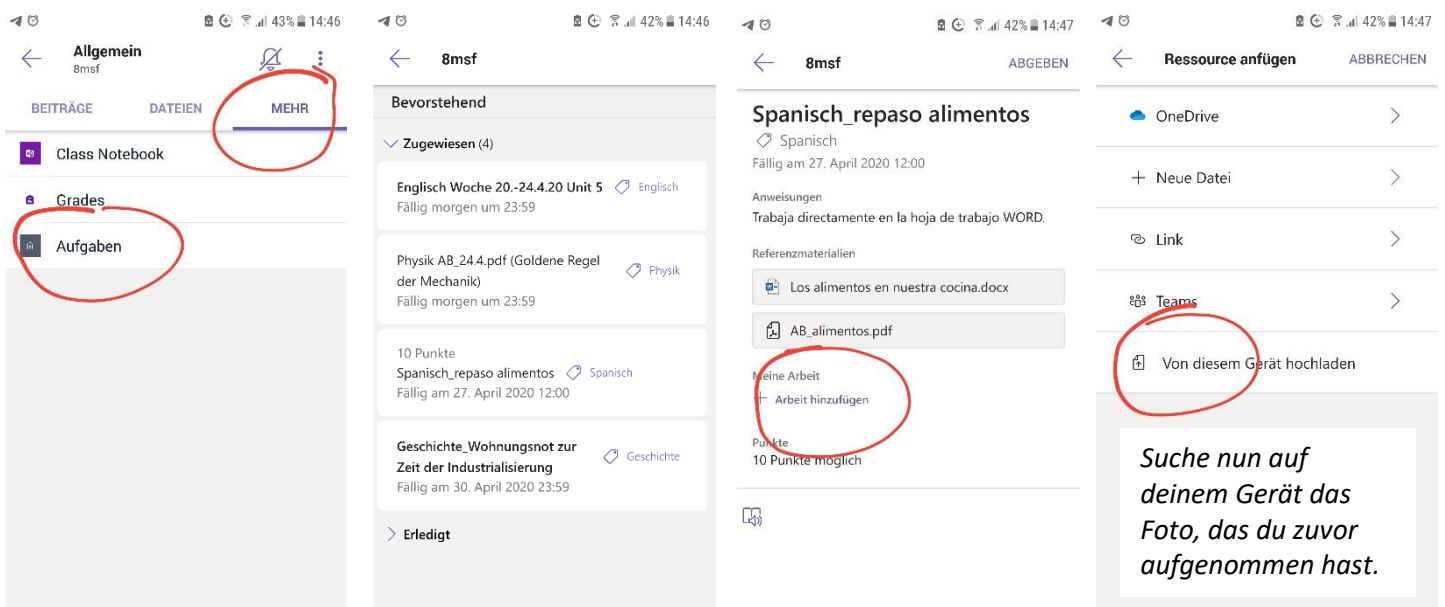 43% 14:46
Allgemein
8msf
BEITRÄGE DATEIEN MEHR
Class Notebook
Grades
Aufgaben
42% 14:46
8msf
Bevorstehend
Zugewiesen (4)
Englisch Woche 20.-24.4.20 Unit 5 Englisch
Fällig morgen um 23:59
Physik AB_24.4.pdf (Goldene Regel
der Mechanik) Physik
Fällig morgen um 23:59
10 Punkte
Spanisch_repaso alimentos Spanisch
Fällig am 27. April 2020 12:00
Geschichte_Wohnungsnot zur
Zeit der Industrialisierung Geschichte
Fällig am 30. April 2020 23:59
Erledigt
42% 14:47
8msf ABGEBEN
Spanisch_repaso alimentos
Spanisch
Fällig am 27. April 2020 12:00
Anweisungen
Trabaja directamente en la hoja de trabajo WORD.
Referenzmaterialien
Los alimentos en nuestra cocina.docx
AB_alimentos.pdf
Meine Arbeit
+ Arbeit hinzufügen
Punkte
10 Punkte möglich
42% 14:47
Ressource anfügen ABBRECHEN
OneDrive
+ Neue Datei
Link
Teams
Von diesem Gerät hochladen
Suche nun auf
deinem Gerät das
Foto, das du zuvor
aufgenommen hast.